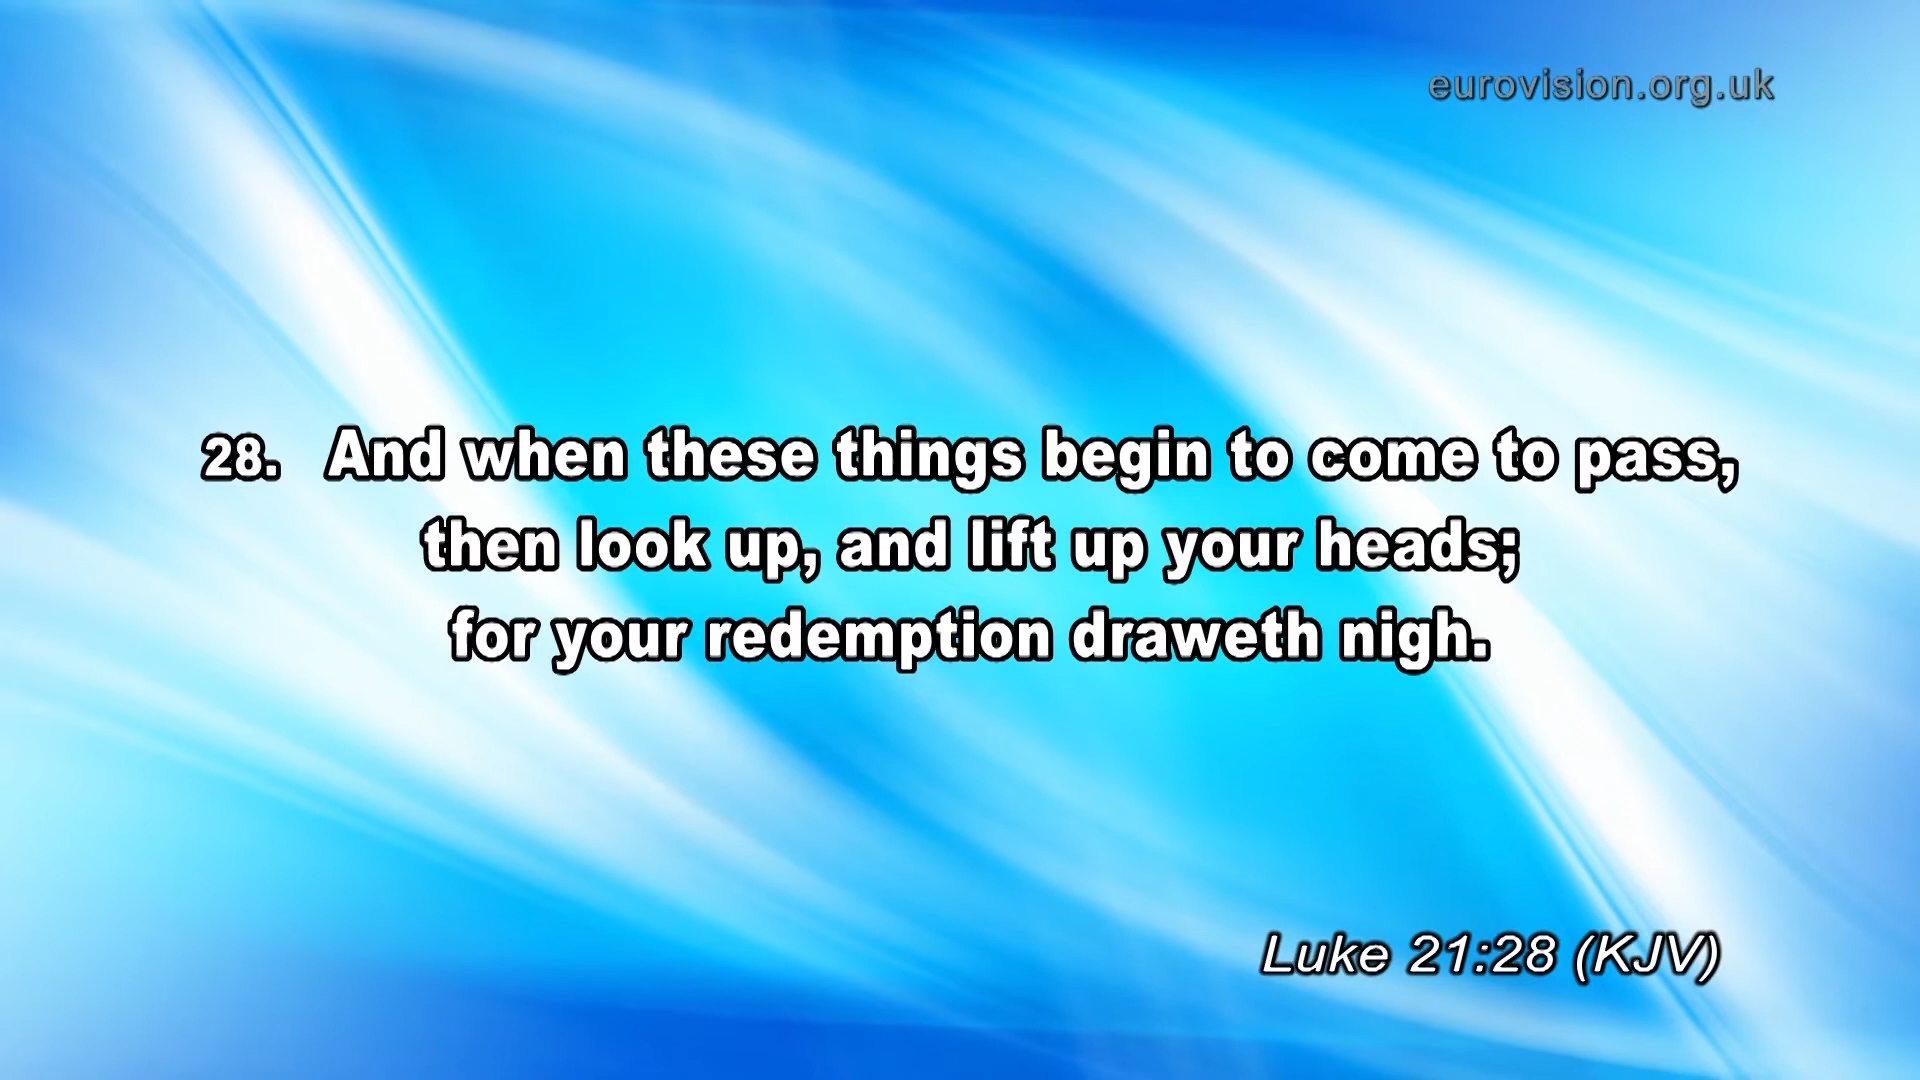 eurovision.org.uk
28. And when these things begin to come to pass,
then look up, and lift up your heads;
for your redemption draweth nigh.
Luke 21:28 (KJV)